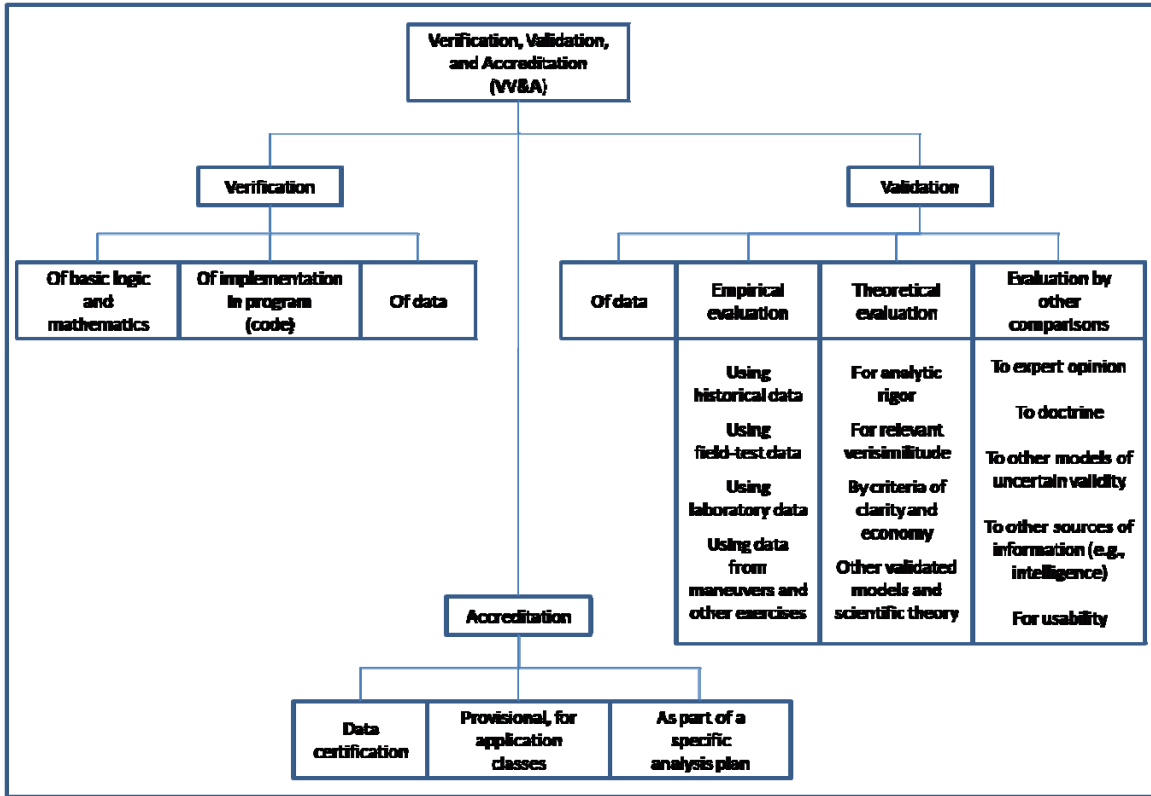 Verification, Validation,
and Accreditation
(VV&A)
Verification
Validation
Of basic logic
and
mathematics
Of implementation
In program
(code)
Of data
Of data
Empirical
evaluation
Theoretical
evaluation
Evaluation by
other
comparisons
Using
historical data
Using
field-test data
Using
laboratory data
Using data
from
maneuvers and
other exercises
For analytic
rigor
For relevant
verisimilitude
By criteria of
clarity and
economy
Other validated
models and
scientific theory
To expert opinion
To doctrine
To other models of
uncertain validity
To other sources of
information (e.g.,
intelligence)
For usability
Accreditation
Data
certification
Provisional, for
application
classes
As part of a
specific
analysis plan